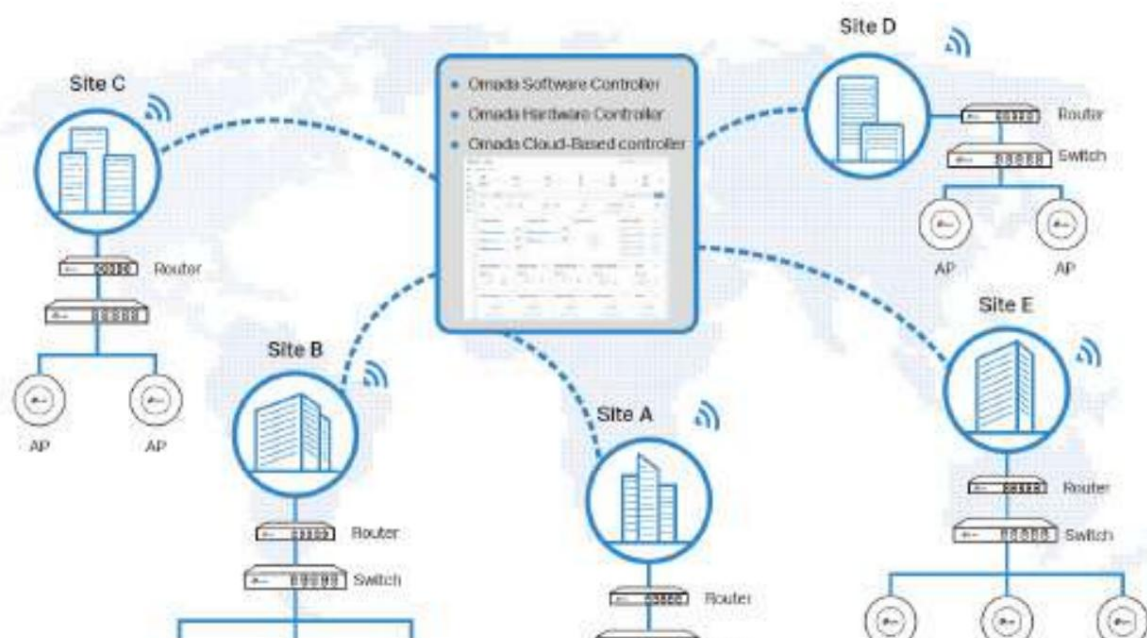 Site D
Site C
Omada Software Controller
Omada Hardware Controller
Omada Cloud-Based controller
Router
Switch
AP
AP
Router
Site E
Site B
AP
AP
Site A
Router
Switch
Router
Switch
Router